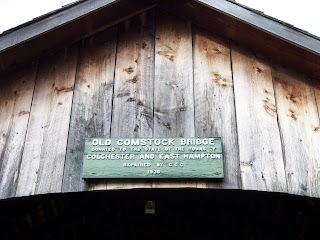 OLD COMSTOCK BRIDGE
DONATED TO THE STATE BY THE TOWNS OF
COLCHESTER AND EAST HAMPTON
REPAIRED BY C.C.C.
1936